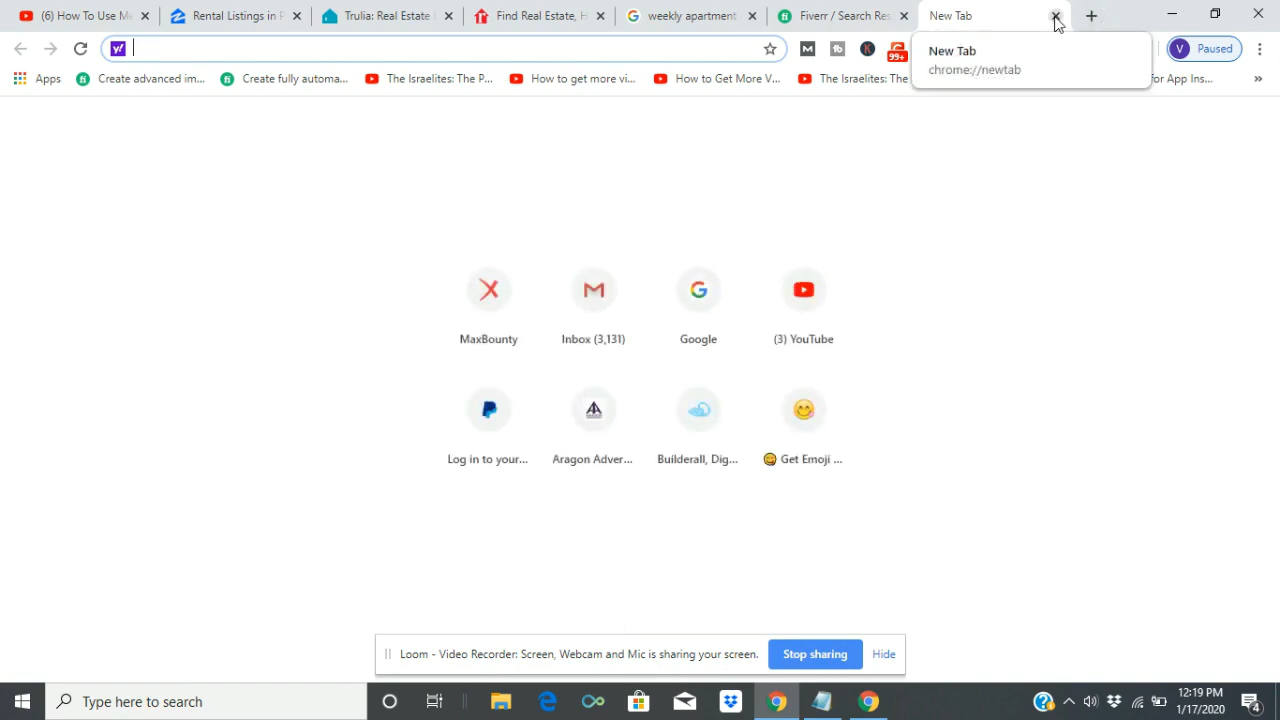 (6) How To Use Me
Rental Listings in P
Trulia: Real Estate L
Find Real Estate, H
weekly apartment
Fiverr / Search Re
New Tab
y!
M
tb
K
99+
V Paused
New Tab
chrome://newtab
Apps
Create advanced im...
Create fully automa...
The Israelites: The P...
How to get more vi...
How to Get More V...
The Israelites: The
for App Ins...
»
MaxBounty
Inbox (3,131)
Google
(3) YouTube
Log in to your...
Aragon Adver...
Builderall, Dig...
😋 Get Emoji ...
Loom - Video Recorder: Screen, Webcam and Mic is sharing your screen.
Stop sharing
Hide
Type here to search
12:19 PM
1/17/2020
4